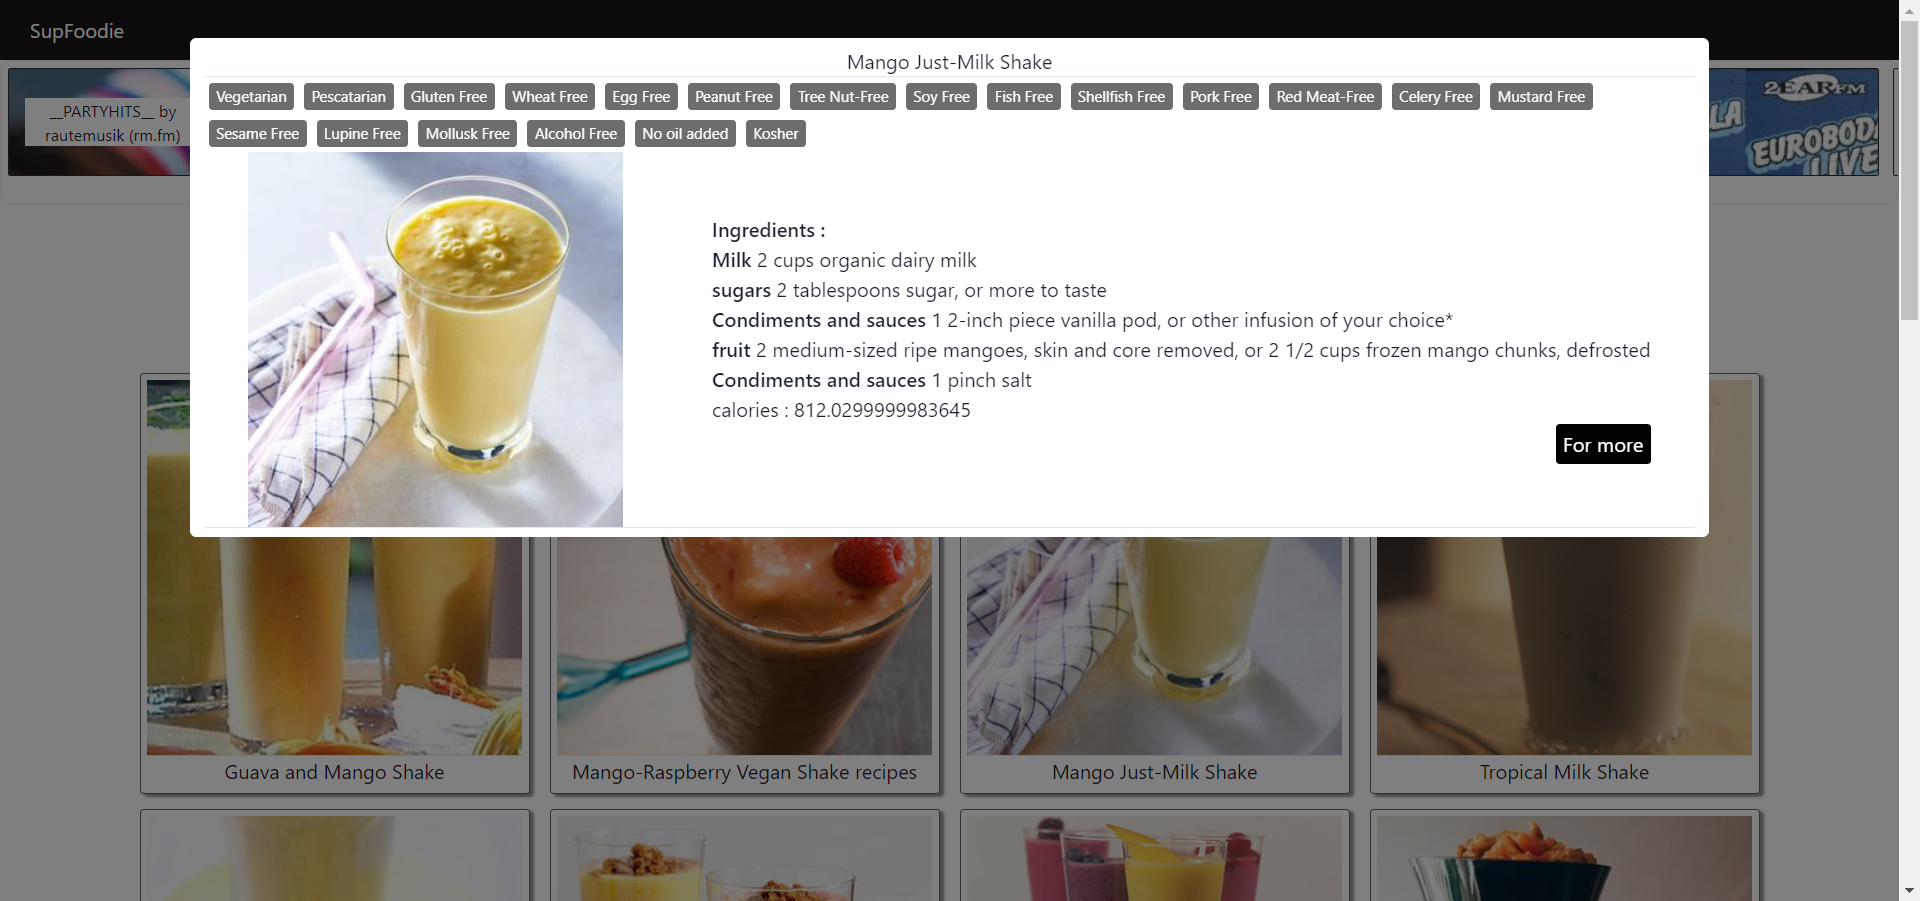 SupFoodie
Mango Just-Milk Shake
Vegetarian Pescatarian Gluten Free Wheat Free Egg Free Peanut Free Tree Nut-Free Soy Free Fish Free Shellfish Free Pork Free Red Meat-Free Celery Free Mustard Free
Sesame Free Lupine Free Mollusk Free Alcohol Free No oil added Kosher
__PARTYHITS__ by
rautemusik (rm.fm)
2EAR FM
EUROBOD
LIVE
Ingredients :
Milk 2 cups organic dairy milk
sugars 2 tablespoons sugar, or more to taste
Condiments and sauces 1 2-inch piece vanilla pod, or other infusion of your choice*
fruit 2 medium-sized ripe mangoes, skin and core removed, or 2 1/2 cups frozen mango chunks, defrosted
Condiments and sauces 1 pinch salt
calories : 812.0299999983645
For more
Guava and Mango Shake
Mango-Raspberry Vegan Shake recipes
Mango Just-Milk Shake
Tropical Milk Shake